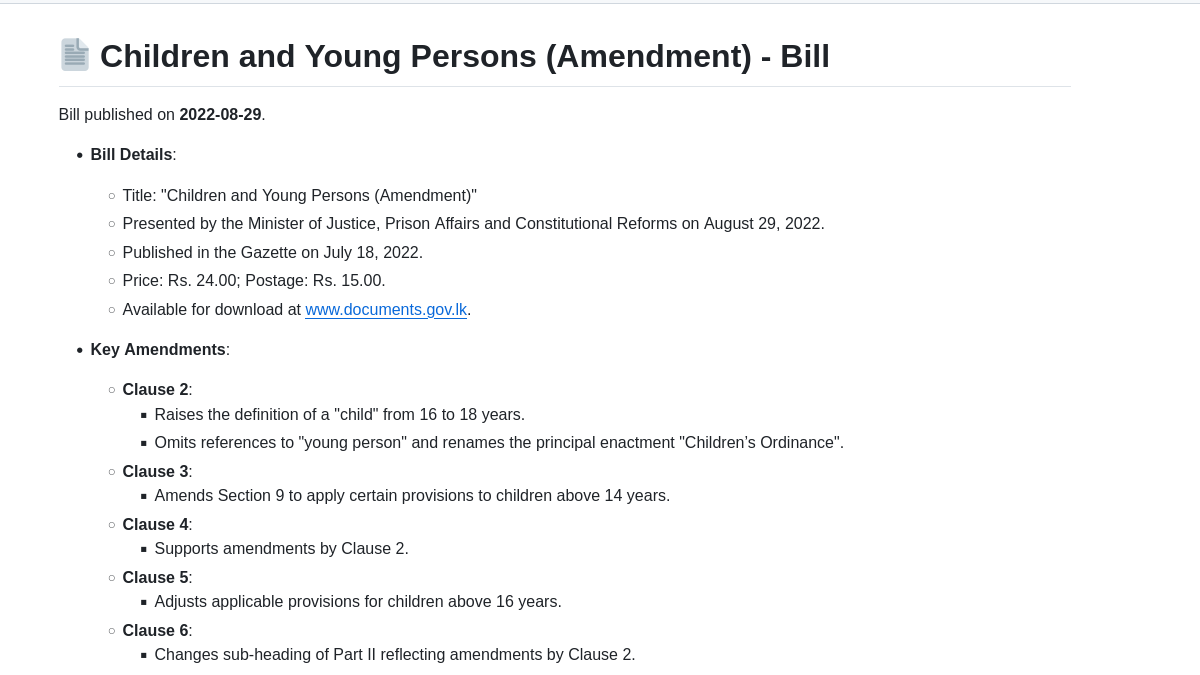 Children and Young Persons (Amendment) - Bill
Bill published on 2022-08-29.
Bill Details:
Title: "Children and Young Persons (Amendment)"
Presented by the Minister of Justice, Prison Affairs and Constitutional Reforms on August 29, 2022.
Published in the Gazette on July 18, 2022.
Price: Rs. 24.00; Postage: Rs. 15.00.
Available for download at www.documents.gov.lk.
Key Amendments:
Clause 2:
Raises the definition of a "child" from 16 to 18 years.
Omits references to "young person" and renames the principal enactment "Children’s Ordinance".
Clause 3:
Amends Section 9 to apply certain provisions to children above 14 years.
Clause 4:
Supports amendments by Clause 2.
Clause 5:
Adjusts applicable provisions for children above 16 years.
Clause 6:
Changes sub-heading of Part II reflecting amendments by Clause 2.